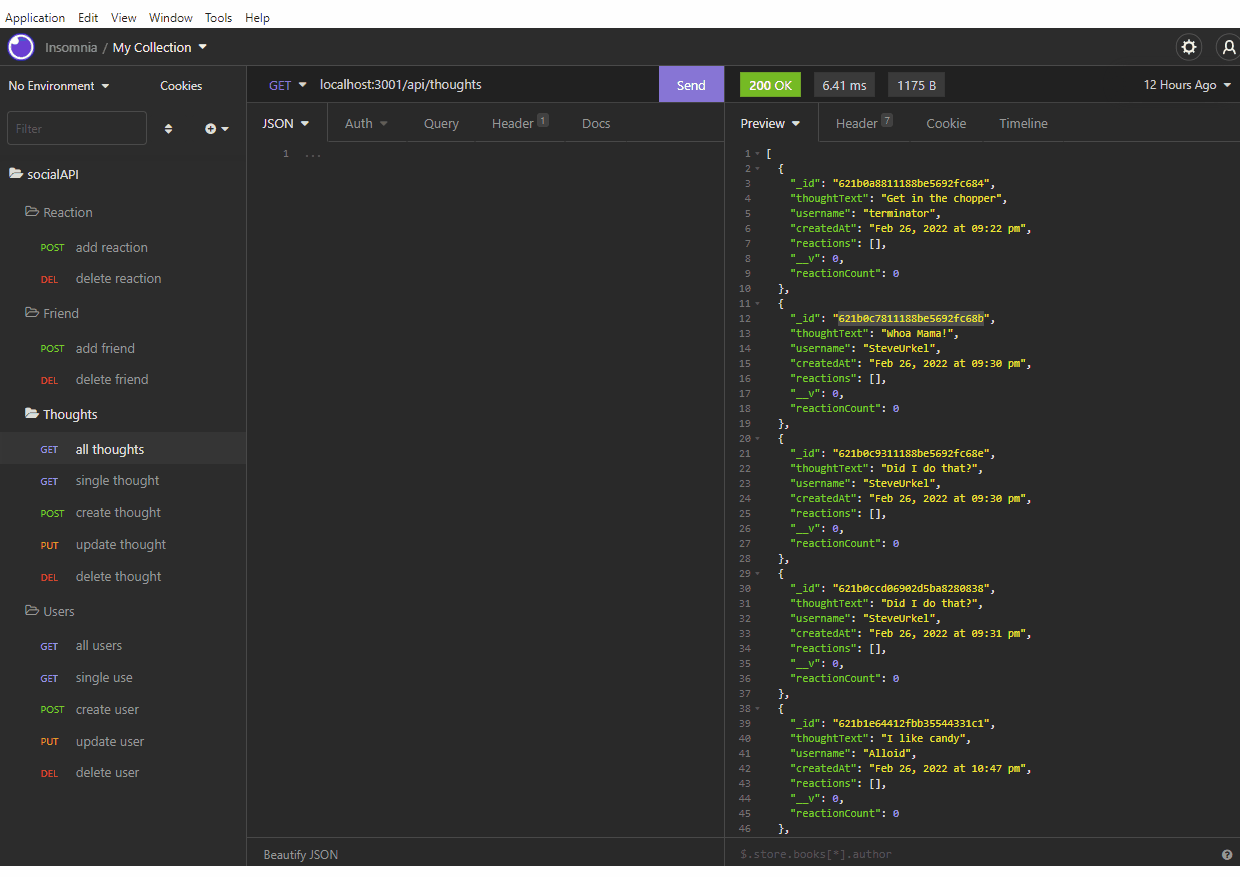 Application Edit View Window Tools Help
Insomnia / My Collection
No Environment Cookies
Filter
socialAPI
Reaction
POST add reaction
DEL delete reaction
Friend
POST add friend
DEL delete friend
Thoughts
GET all thoughts
GET single thought
POST create thought
PUT update thought
DEL delete thought
Users
GET all users
GET single use
POST create user
PUT update user
DEL delete user
GET localhost:3001/api/thoughts Send
JSON Auth Query Header 1 Docs
1 ...
Beautify JSON
200 OK 6.41 ms 1175 B 12 Hours Ago
Preview Header 7 Cookie Timeline
1 [
2 {
3 "_id": "621b0a8811188be5692fc684",
4 "thoughtText": "Get in the chopper",
5 "username": "terminator",
6 "createdAt": "Feb 26, 2022 at 09:22 pm",
7 "reactions": [],
8 "__v": 0,
9 "reactionCount": 0
10 },
11 {
12 "_id": "621b0c7811188be5692fc68b",
13 "thoughtText": "Whoa Mama!",
14 "username": "SteveUrkel",
15 "createdAt": "Feb 26, 2022 at 09:30 pm",
16 "reactions": [],
17 "__v": 0,
18 "reactionCount": 0
19 },
20 {
21 "_id": "621b0c9311188be5692fc68e",
22 "thoughtText": "Did I do that?",
23 "username": "SteveUrkel",
24 "createdAt": "Feb 26, 2022 at 09:30 pm",
25 "reactions": [],
26 "__v": 0,
27 "reactionCount": 0
28 },
29 {
30 "_id": "621b0ccd06902d5ba8280838",
31 "thoughtText": "Did I do that?",
32 "username": "SteveUrkel",
33 "createdAt": "Feb 26, 2022 at 09:31 pm",
34 "reactions": [],
35 "__v": 0,
36 "reactionCount": 0
37 },
38 {
39 "_id": "621b1e64412fbb35544331c1",
40 "thoughtText": "I like candy",
41 "username": "Alloid",
42 "createdAt": "Feb 26, 2022 at 10:47 pm",
43 "reactions": [],
44 "__v": 0,
45 "reactionCount": 0
46 },
$.store.books[*].author